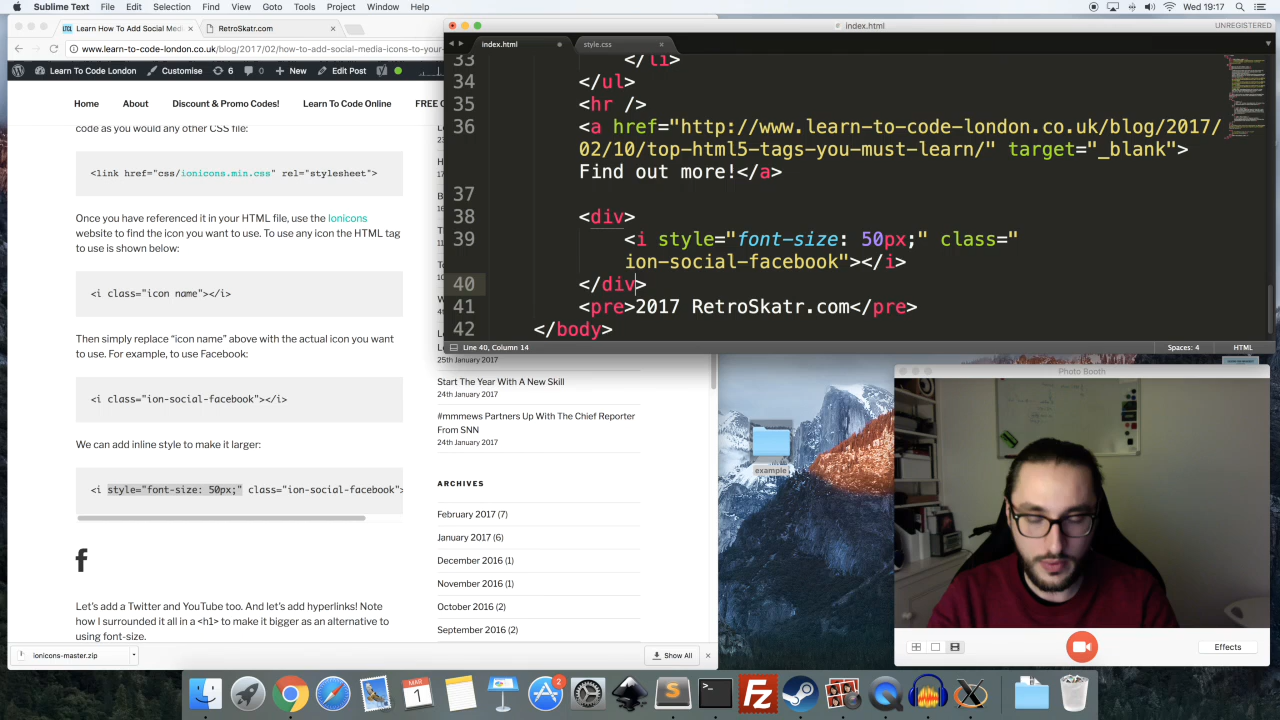 Sublime Text File Edit Selection Find View Goto Tools Project Window Help
Wed 19:17
Learn How To Add Social Medi
RetroSkatr.com
www.learn-to-code-london.co.uk/blog/2017/02/how-to-add-social-media-icons-to-your-
Learn To Code London Customise 6 0 New Edit Post
Home About Discount & Promo Codes! Learn To Code Online FREE
code as you would any other CSS file:
<link href="css/ionicons.min.css" rel="stylesheet">
Once you have referenced it in your HTML file, use the Ionicons
website to find the icon you want to use. To use any icon the HTML tag
to use is shown below:
<i class="icon name"></i>
Then simply replace “icon name” above with the actual icon you want
to use. For example, to use Facebook:
<i class="ion-social-facebook"></i>
We can add inline style to make it larger:
<i style="font-size: 50px;" class="ion-social-facebook">
Let’s add a Twitter and YouTube too. And let’s add hyperlinks! Note
how I surrounded it all in a <h1> to make it bigger as an alternative to
using font-size.
25th January 2017
Start The Year With A New Skill
24th January 2017
#mmmews Partners Up With The Chief Reporter
From SNN
24th January 2017
ARCHIVES
February 2017 (7)
January 2017 (6)
December 2016 (1)
November 2016 (1)
October 2016 (2)
September 2016 (2)
ionicons-master.zip
Show All
index.html
UNREGISTERED
index.html
style.css
33 </li>
34 </ul>
35 <hr />
36 <a href="http://www.learn-to-code-london.co.uk/blog/2017/
02/10/top-html5-tags-you-must-learn/" target="_blank">
Find out more!</a>
37
38 <div>
39 <i style="font-size: 50px;" class="
ion-social-facebook"></i>
40 </div>
41 <pre>2017 RetroSkatr.com</pre>
42 </body>
Line 40, Column 14
Spaces: 4
HTML
example
Photo Booth
Effects
MAR
1
2